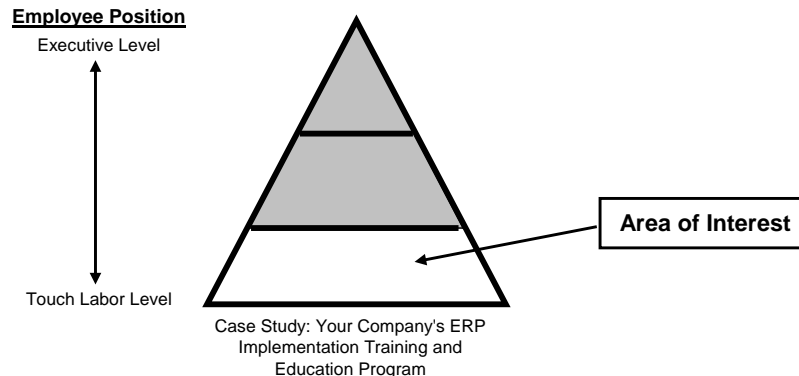 Employee Position
Executive Level
Area of Interest
Touch Labor Level
Case Study: Your Company's ERP
Implementation Training and
Education Program